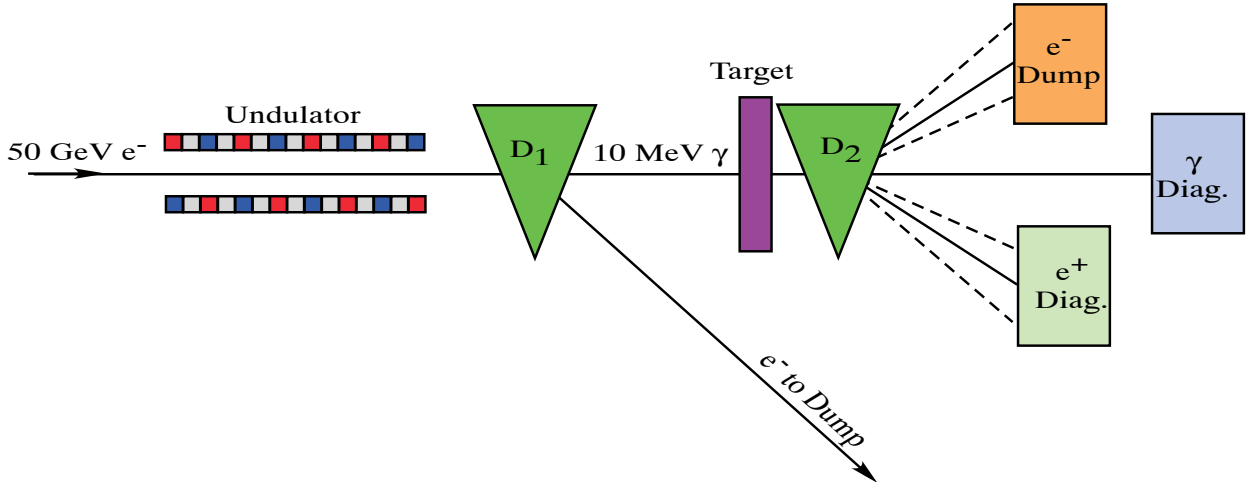 50 GeV e⁻
Undulator
D₁
10 MeV γ
Target
D₂
e⁻
Dump
γ
Diag.
e⁺
Diag.
e⁻ to Dump